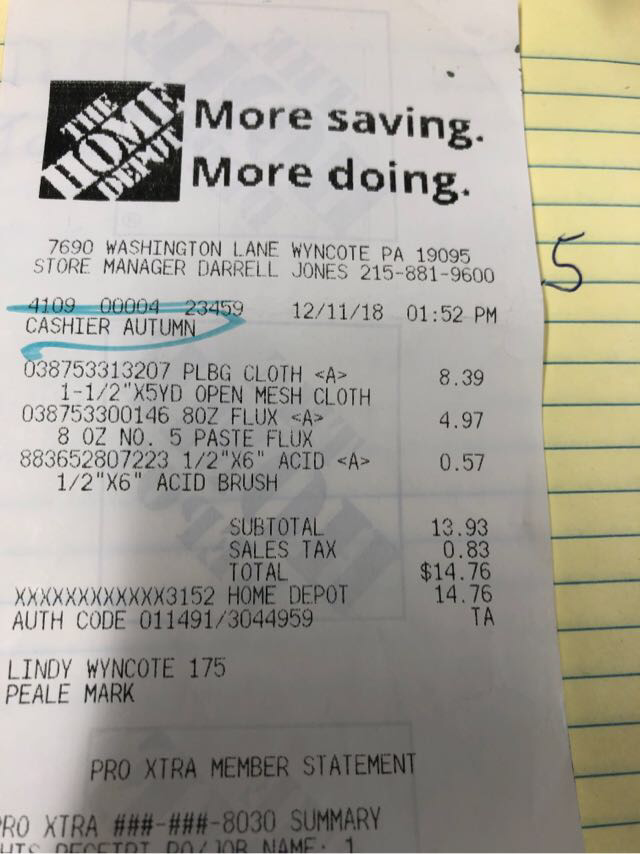 THE
HOME
DEPOT
More saving.
More doing.
7690 WASHINGTON LANE WYNCOTE PA 19095
STORE MANAGER DARRELL JONES 215-881-9600
5
4109 00004 23459 12/11/18 01:52 PM
CASHIER AUTUMN
038753313207 PLBG CLOTH <A> 8.39
1-1/2"X5YD OPEN MESH CLOTH
038753300146 8OZ FLUX <A> 4.97
8 OZ NO. 5 PASTE FLUX
883652807223 1/2"X6" ACID <A> 0.57
1/2"X6" ACID BRUSH
SUBTOTAL 13.93
SALES TAX 0.83
TOTAL $14.76
XXXXXXXXXXXX3152 HOME DEPOT 14.76
AUTH CODE 011491/3044959 TA
LINDY WYNCOTE 175
PEALE MARK
PRO XTRA MEMBER STATEMENT
PRO XTRA ###-###-8030 SUMMARY
RECEIPT PO/JOB NAME: 1